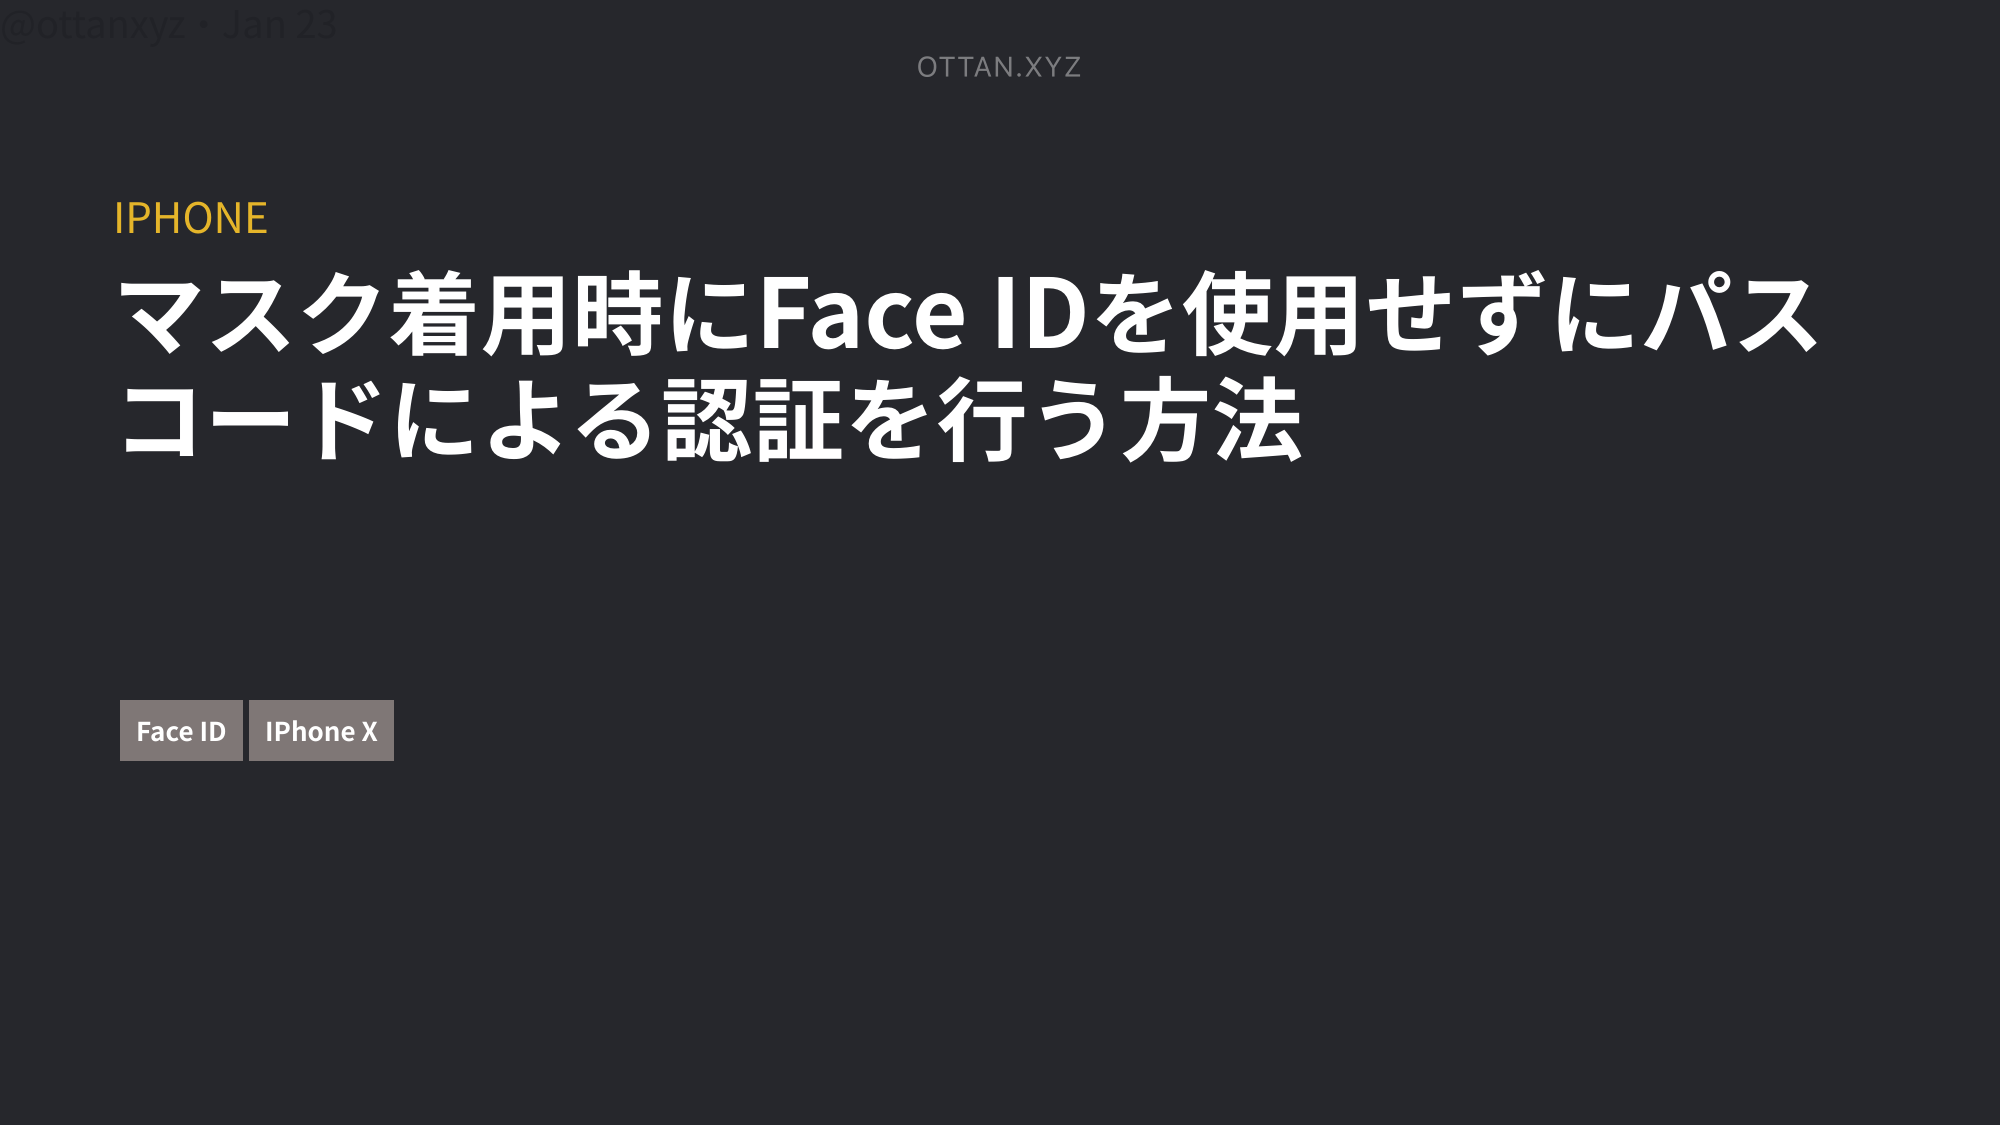 @ottanxyz・Jan 23
OTTAN.XYZ
IPHONE
マスク着用時にFace IDを使用せずにパス
コードによる認証を行う方法
Face ID IPhone X